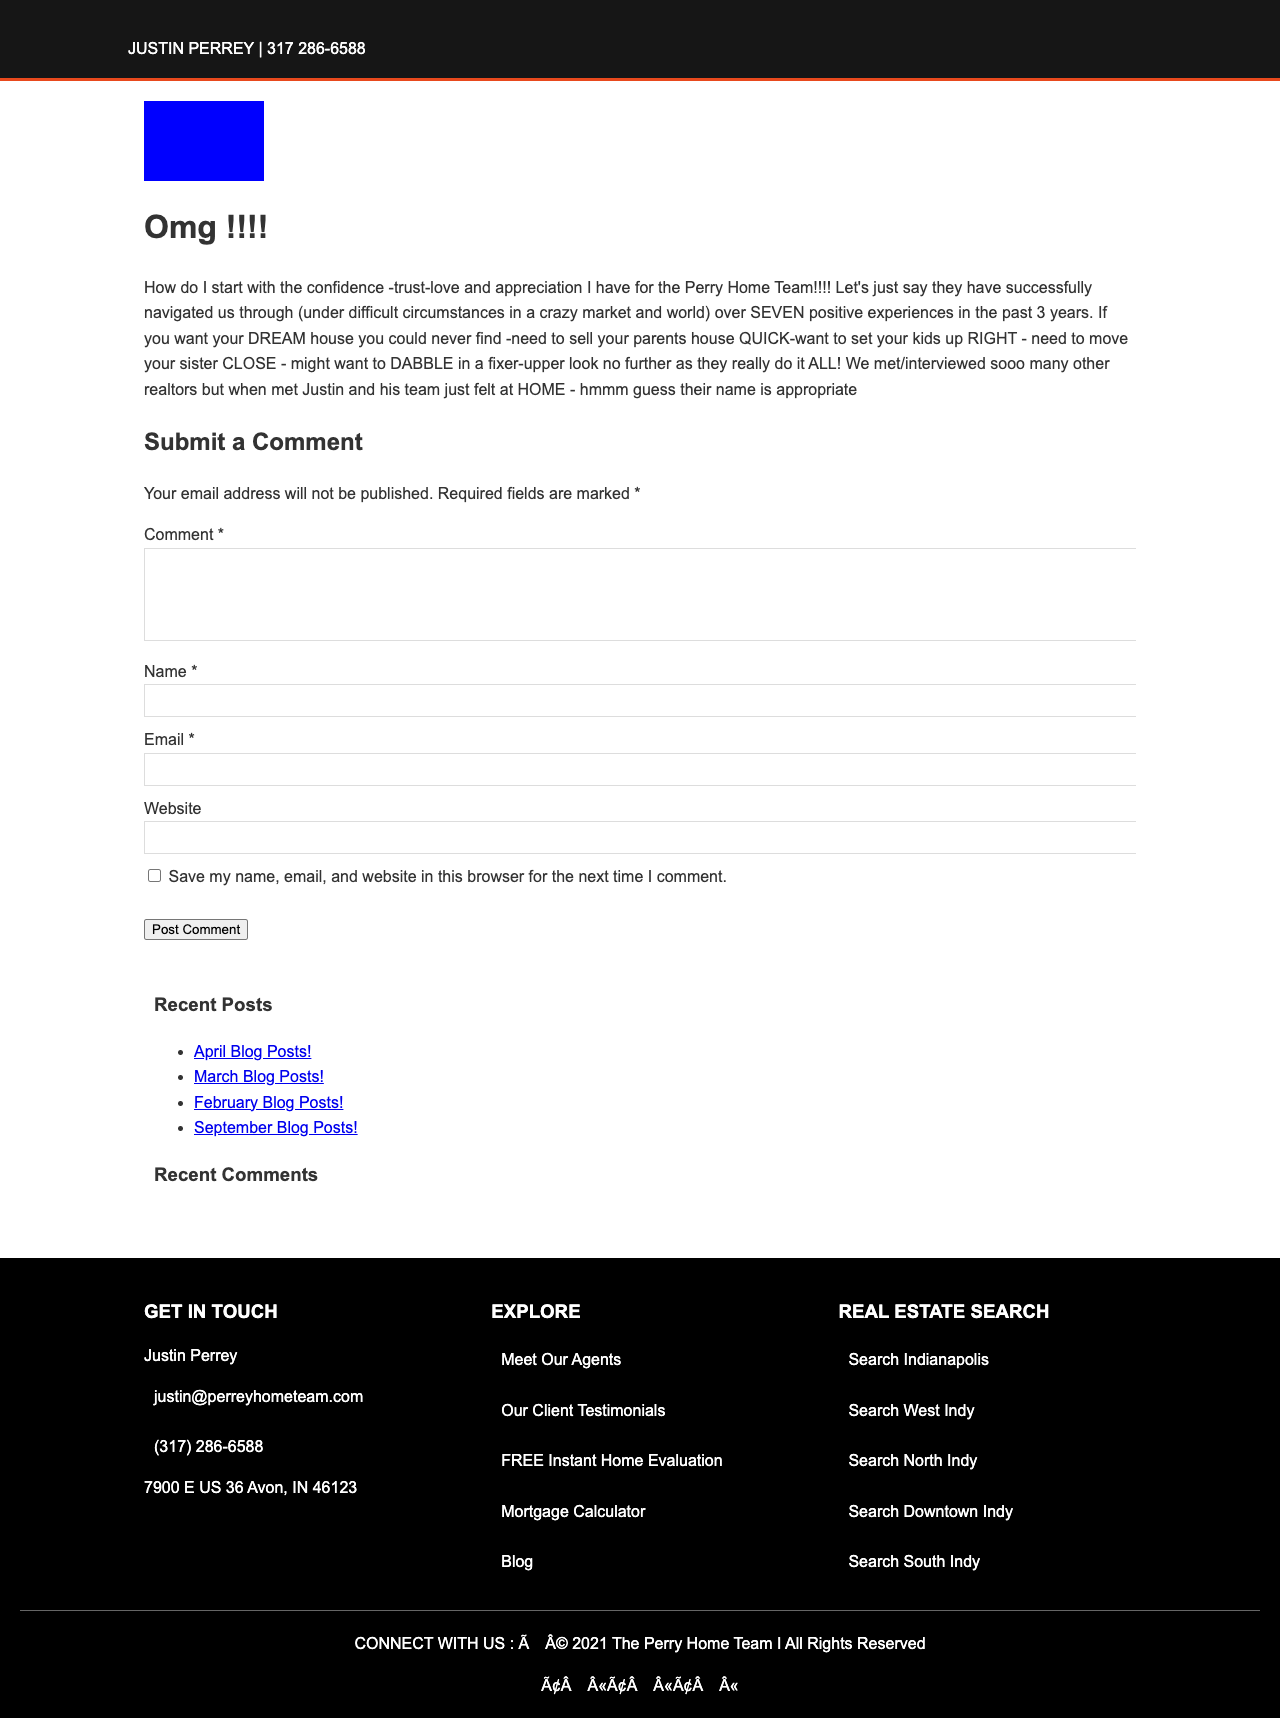 JUSTIN PERREY | 317 286-6588
Omg !!!!
How do I start with the confidence -trust-love and appreciation I have for the Perry Home Team!!!! Let's just say they have successfully
navigated us through (under difficult circumstances in a crazy market and world) over SEVEN positive experiences in the past 3 years. If
you want your DREAM house you could never find -need to sell your parents house QUICK-want to set your kids up RIGHT - need to move
your sister CLOSE - might want to DABBLE in a fixer-upper look no further as they really do it ALL! We met/interviewed sooo many other
realtors but when met Justin and his team just felt at HOME - hmmm guess their name is appropriate
Submit a Comment
Your email address will not be published. Required fields are marked *
Comment *
Name *
Email *
Website
Save my name, email, and website in this browser for the next time I comment.
Post Comment
Recent Posts
April Blog Posts!
March Blog Posts!
February Blog Posts!
September Blog Posts!
Recent Comments
GET IN TOUCH
Justin Perrey
justin@perreyhometeam.com
(317) 286-6588
7900 E US 36 Avon, IN 46123
EXPLORE
Meet Our Agents
Our Client Testimonials
FREE Instant Home Evaluation
Mortgage Calculator
Blog
REAL ESTATE SEARCH
Search Indianapolis
Search West Indy
Search North Indy
Search Downtown Indy
Search South Indy
CONNECT WITH US : Ã Â© 2021 The Perry Home Team I All Rights Reserved
Ã¢Â Â«Ã¢Â Â«Ã¢Â Â«